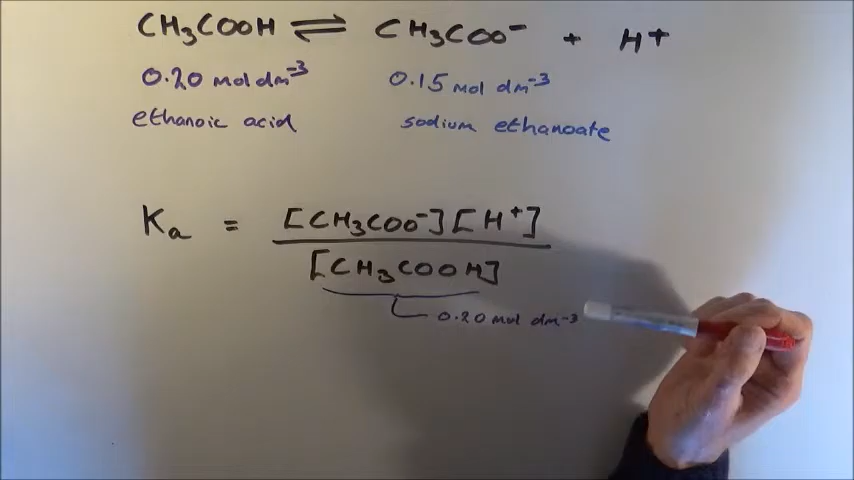 CH₃COOH ⇌ CH₃COO⁻ + H⁺
0.20 mol dm⁻³ 0.15 mol dm⁻³
ethanoic acid sodium ethanoate
Kₐ = [CH₃COO⁻][H⁺]
[CH₃COOH]
0.20 mol dm⁻³